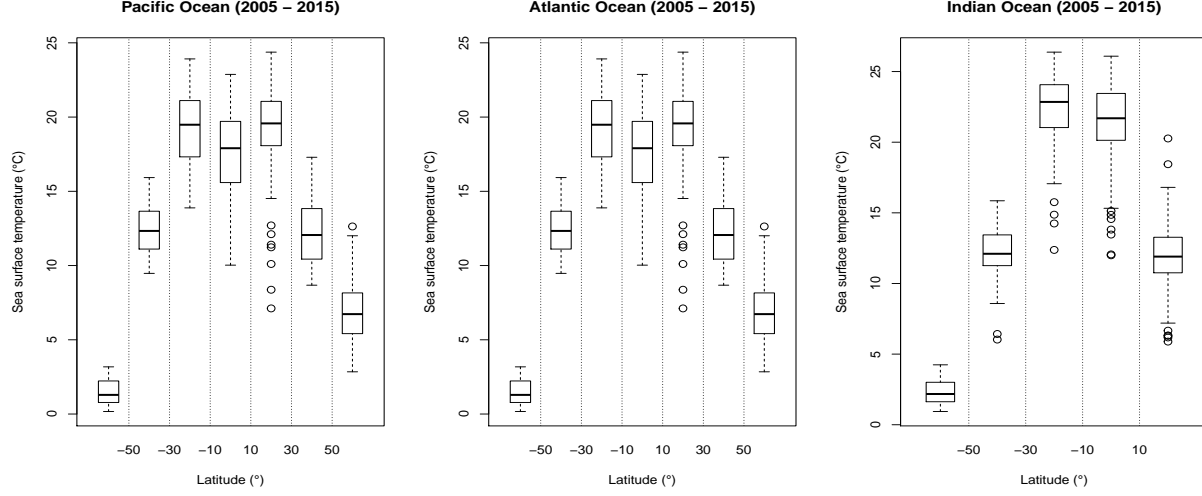 Pacific Ocean (2005 – 2015)
Sea surface temperature (°C)
25
20
15
10
5
0
−50 −30 −10 10 30 50
Latitude (°)
Atlantic Ocean (2005 – 2015)
Sea surface temperature (°C)
25
20
15
10
5
0
−50 −30 −10 10 30 50
Latitude (°)
Indian Ocean (2005 – 2015)
Sea surface temperature (°C)
25
20
15
10
5
0
−50 −30 −10 10
Latitude (°)